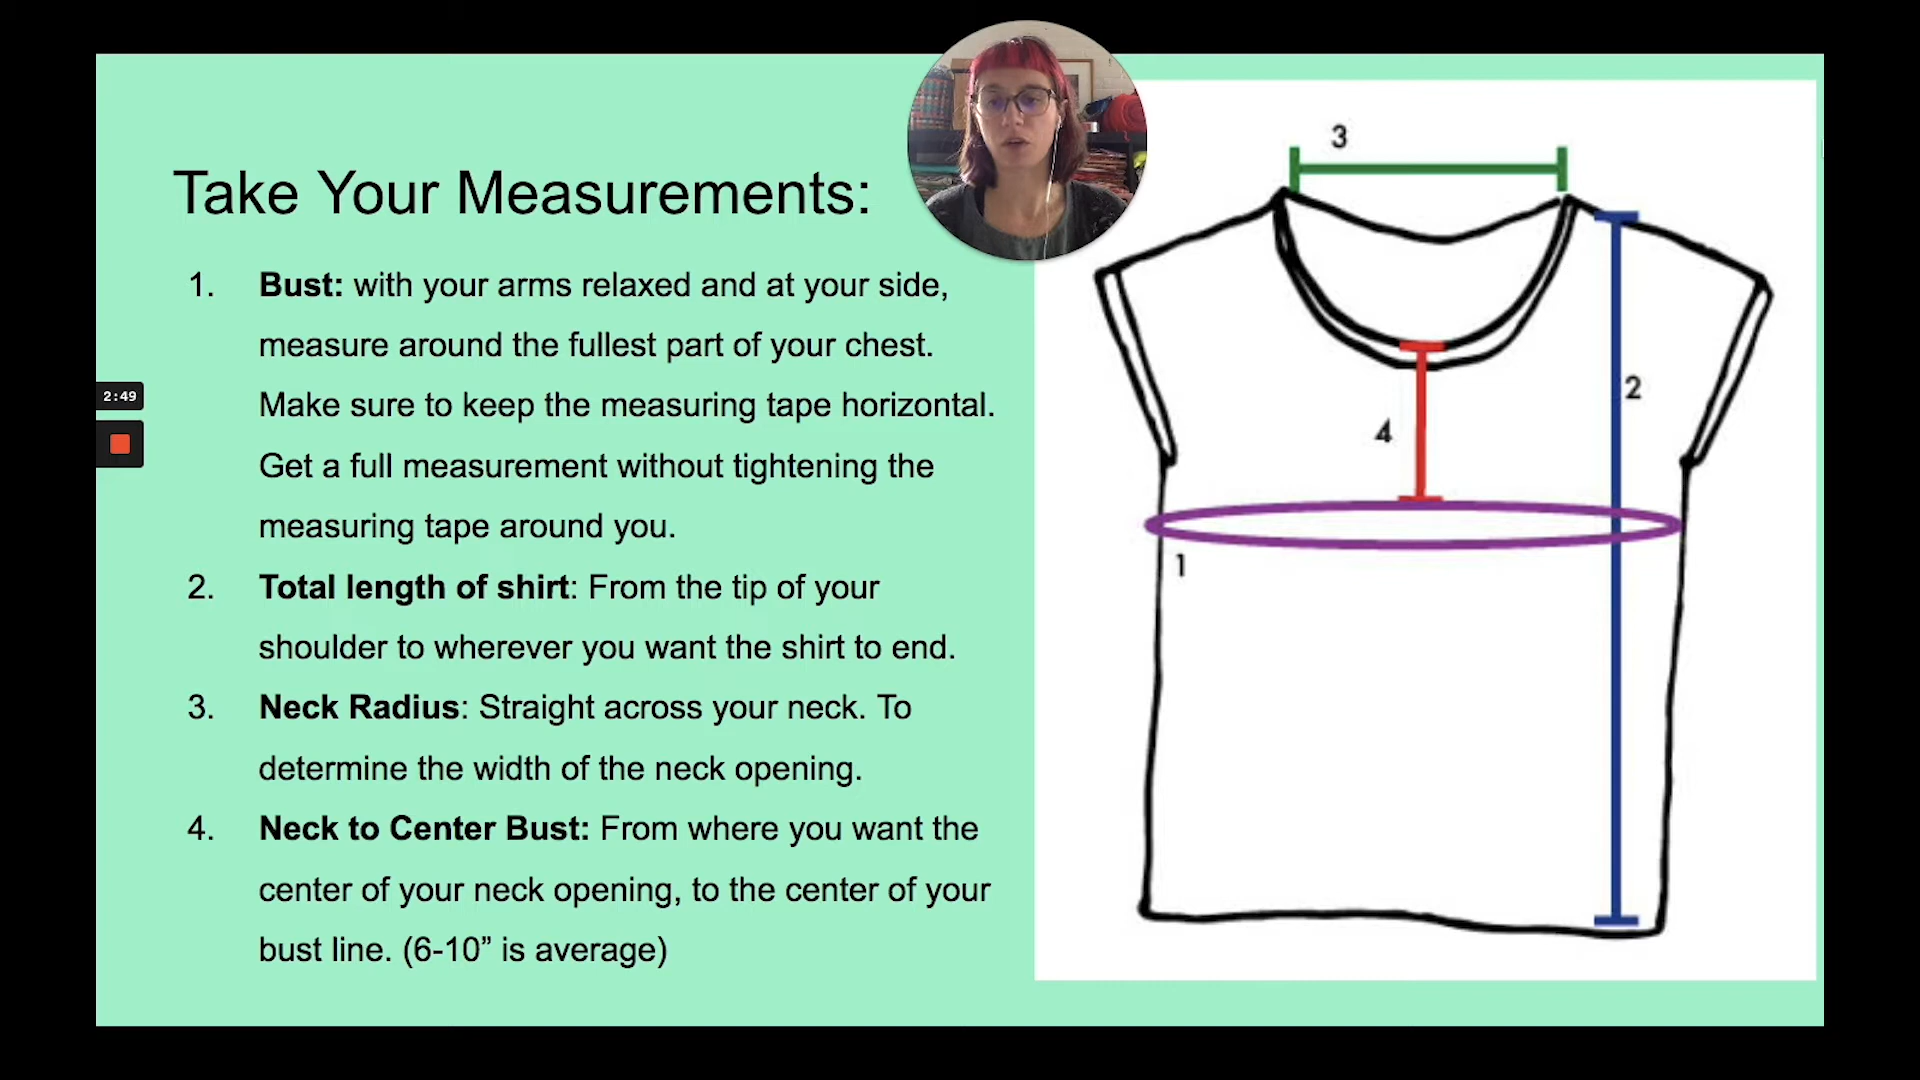 Take Your Measurements:
1. Bust: with your arms relaxed and at your side,
measure around the fullest part of your chest.
Make sure to keep the measuring tape horizontal.
Get a full measurement without tightening the
measuring tape around you.
2. Total length of shirt: From the tip of your
shoulder to wherever you want the shirt to end.
3. Neck Radius: Straight across your neck. To
determine the width of the neck opening.
4. Neck to Center Bust: From where you want the
center of your neck opening, to the center of your
bust line. (6-10” is average)
2:49
3
2
4
1